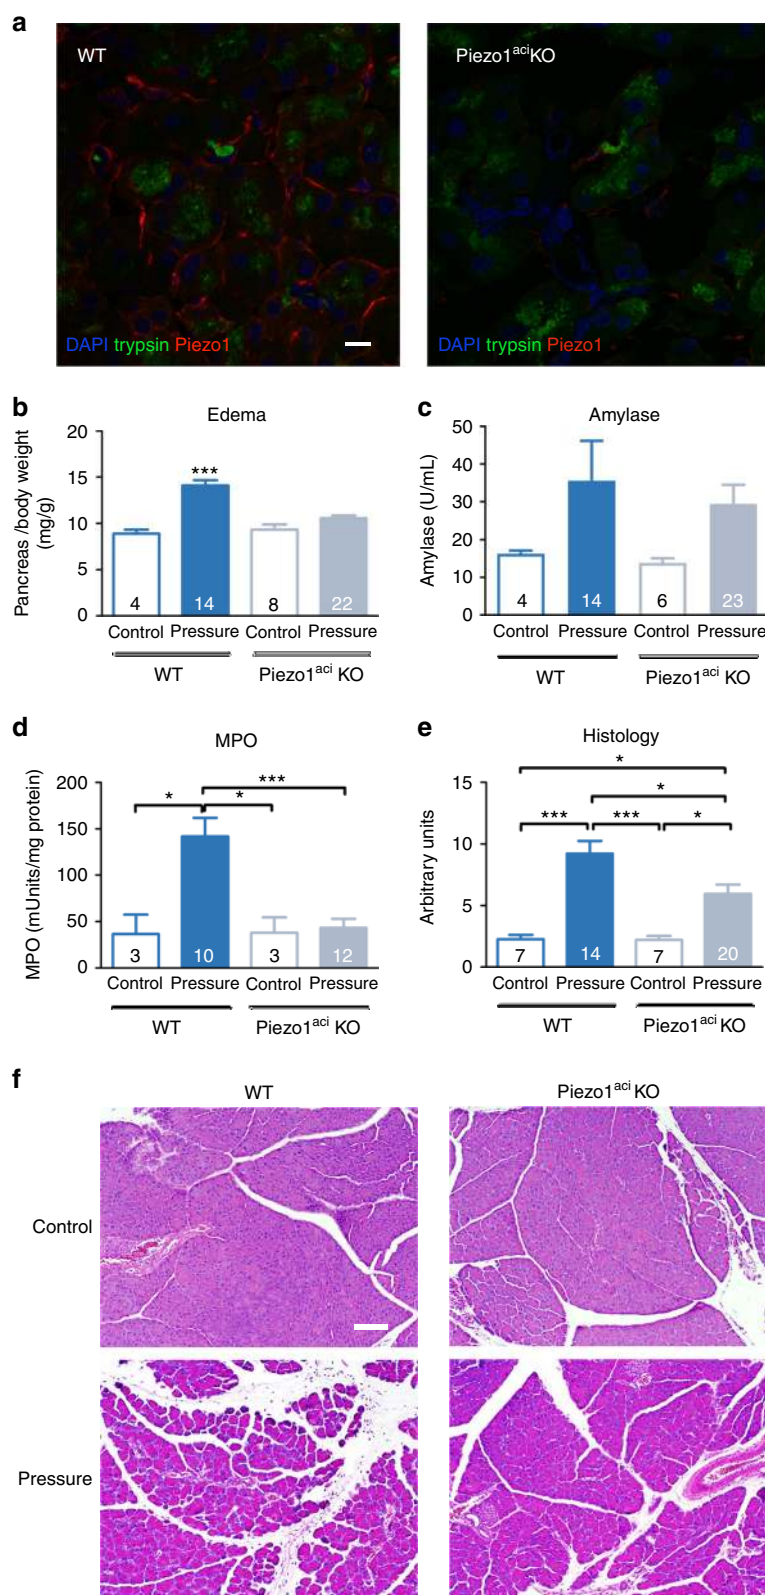 a
WT
Piezo1ᵃᶜⁱKO
DAPI trypsin Piezo1
DAPI trypsin Piezo1
b
Edema
Pancreas /body weight
(mg/g)
20
15
10
5
0
***
4
14
8
22
Control Pressure Control Pressure
WT
Piezo1ᵃᶜⁱ KO
c
Amylase
Amylase (U/mL)
50
40
30
20
10
0
4
14
6
23
Control Pressure Control Pressure
WT
Piezo1ᵃᶜⁱ KO
d
MPO
MPO (mUnits/mg protein)
200
150
100
50
0
***
*
*
3
10
3
12
Control Pressure Control Pressure
WT
Piezo1ᵃᶜⁱ KO
e
Histology
Arbitrary units
15
10
5
0
*
*
***
***
*
7
14
7
20
Control Pressure Control Pressure
WT
Piezo1ᵃᶜⁱ KO
f
WT
Piezo1ᵃᶜⁱ KO
Control
Pressure